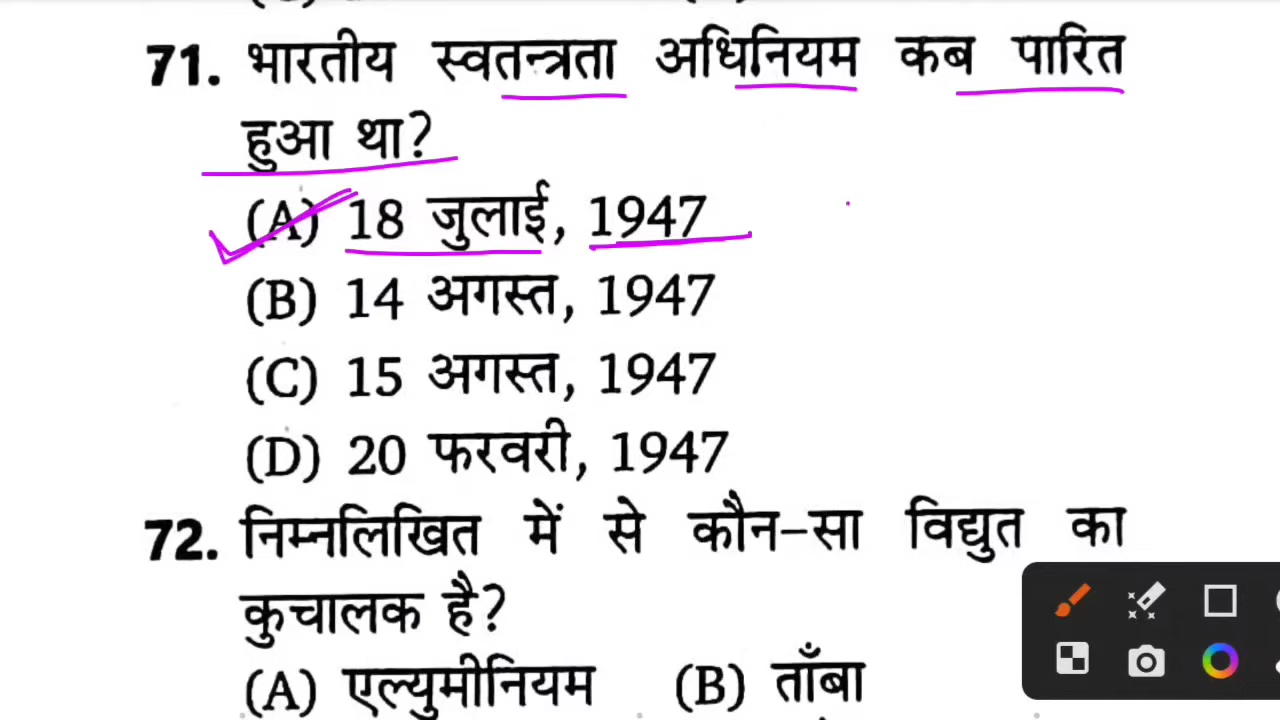 71. भारतीय स्वतन्त्रता अधिनियम कब पारित
हुआ था?
(A) 18 जुलाई, 1947
(B) 14 अगस्त, 1947
(C) 15 अगस्त, 1947
(D) 20 फरवरी, 1947
72. निम्नलिखित में से कौन-सा विद्युत का
कुचालक है?
(A) एल्युमीनियम (B) ताँबा